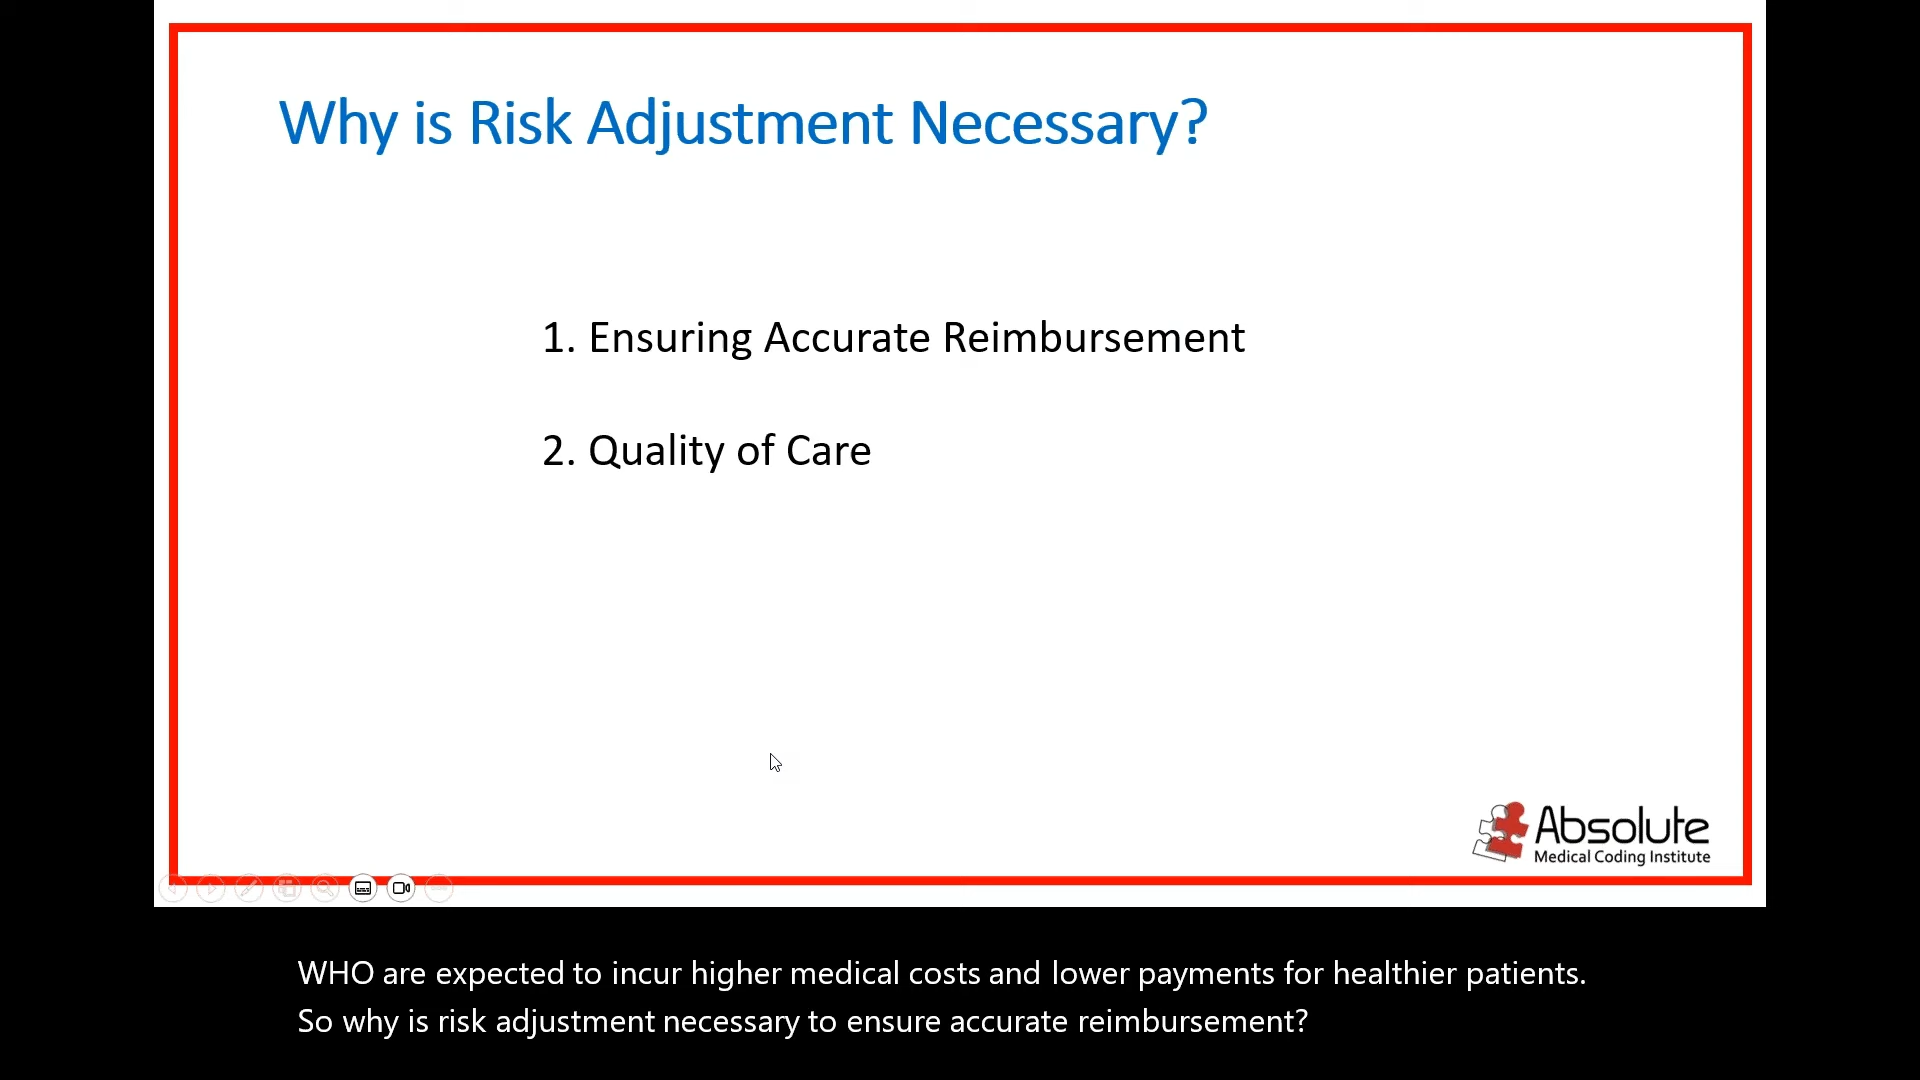 Why is Risk Adjustment Necessary?
1. Ensuring Accurate Reimbursement
2. Quality of Care
Absolute
Medical Coding Institute
WHO are expected to incur higher medical costs and lower payments for healthier patients.
So why is risk adjustment necessary to ensure accurate reimbursement?